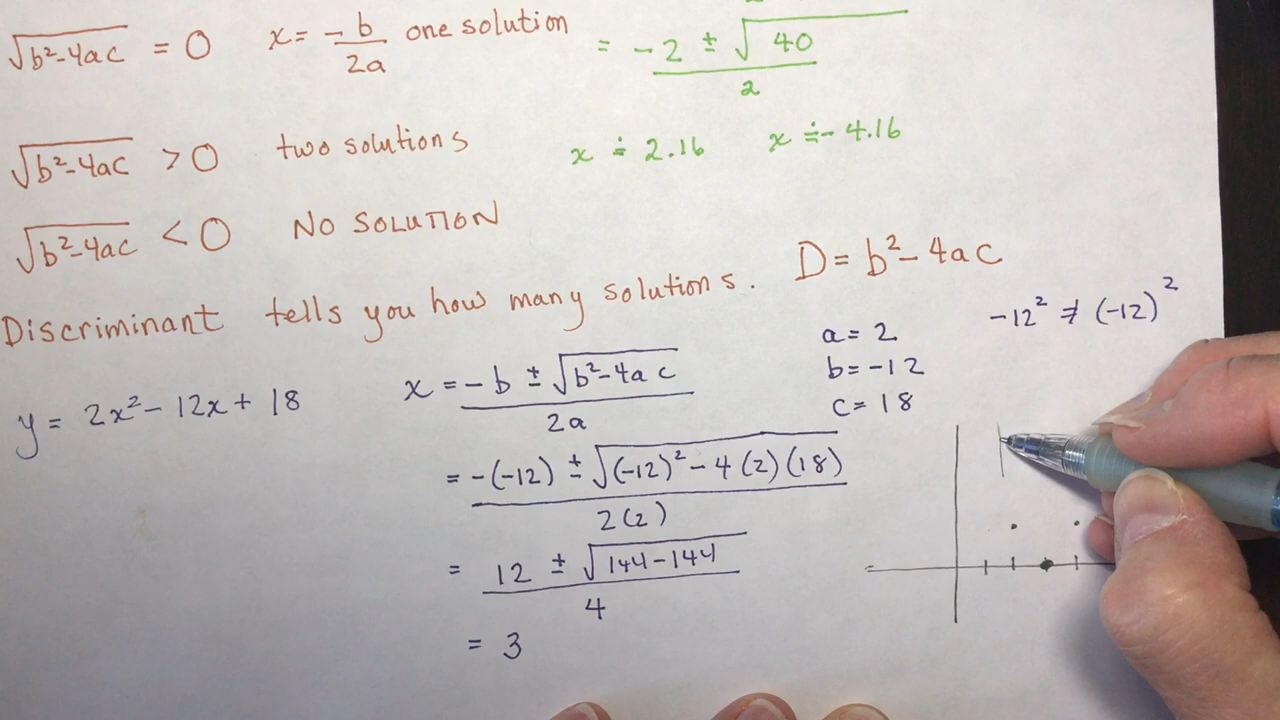 √b²-4ac = 0 x = -b/2a one solution
= -2 ± √40 / 2
√b²-4ac > 0 two solutions
x ≐ 2.16 x ≐ -4.16
√b²-4ac < 0 NO SOLUTION
D = b²-4ac
Discriminant tells you how many solutions.
-12² ≠ (-12)²
a = 2
b = -12
c = 18
y = 2x² - 12x + 18
x = -b ± √b²-4ac / 2a
= -(-12) ± √(-12)² - 4(2)(18) / 2(2)
= 12 ± √144-144 / 4
= 3